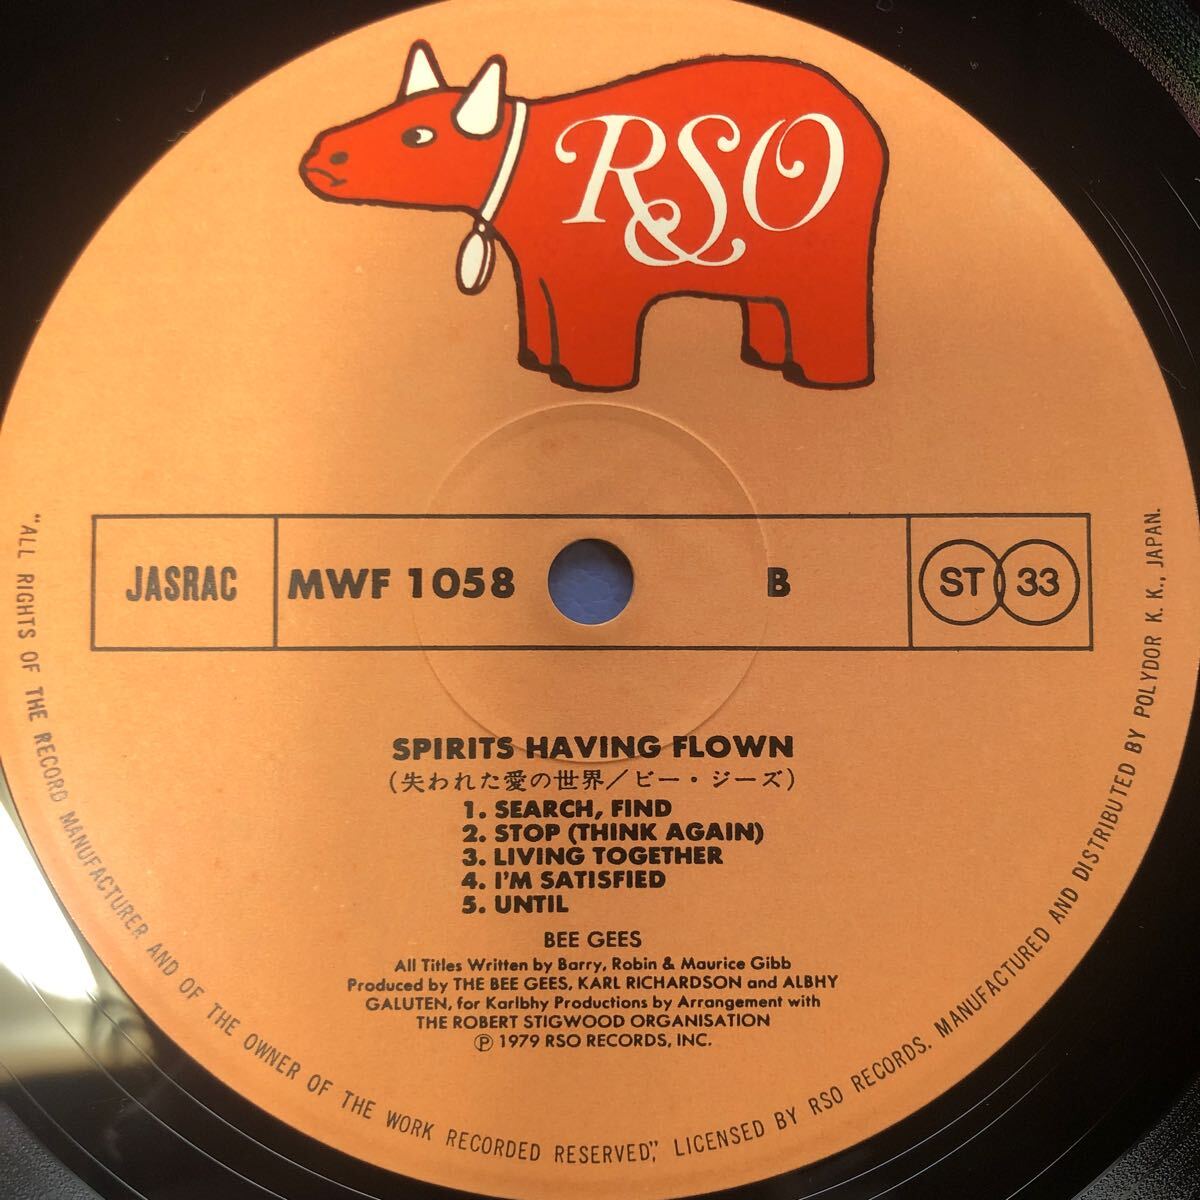 RSO
JASRAC
MWF 1058
B
ST 33
SPIRITS HAVING FLOWN
(失われた愛の世界/ビー・ジーズ)
1. SEARCH, FIND
2. STOP (THINK AGAIN)
3. LIVING TOGETHER
4. I'M SATISFIED
5. UNTIL
BEE GEES
All Titles Written by Barry, Robin & Maurice Gibb
Produced by THE BEE GEES, KARL RICHARDSON and ALBHY
GALUTEN, for Karlbhy Productions by Arrangement with
THE ROBERT STIGWOOD ORGANISATION
℗ 1979 RSO RECORDS, INC.
"ALL RIGHTS OF THE RECORD MANUFACTURER AND OF THE OWNER OF THE WORK RECORDED RESERVED," LICENSED BY RSO RECORDS. MANUFACTURED AND DISTRIBUTED BY POLYDOR K. K., JAPAN.